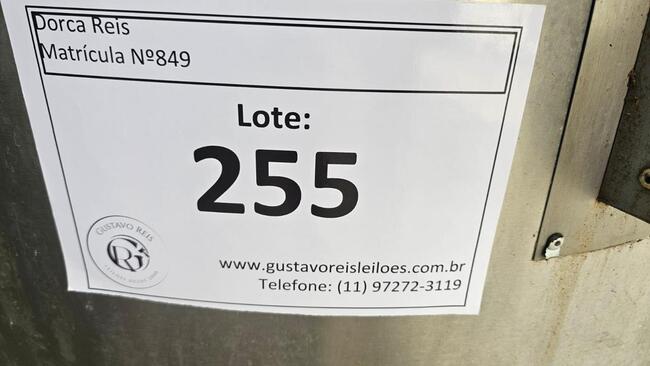 Dorca Reis
Matrícula Nº849
Lote:
255
GUSTAVO REIS
www.gustavoreisleiloes.com.br
Telefone: (11) 97272-3119